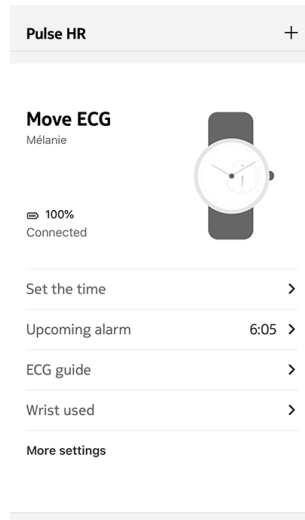 Pulse HR
Move ECG
Mélanie
100%
Connected
Set the time
Upcoming alarm 6:05
ECG guide
Wrist used
More settings